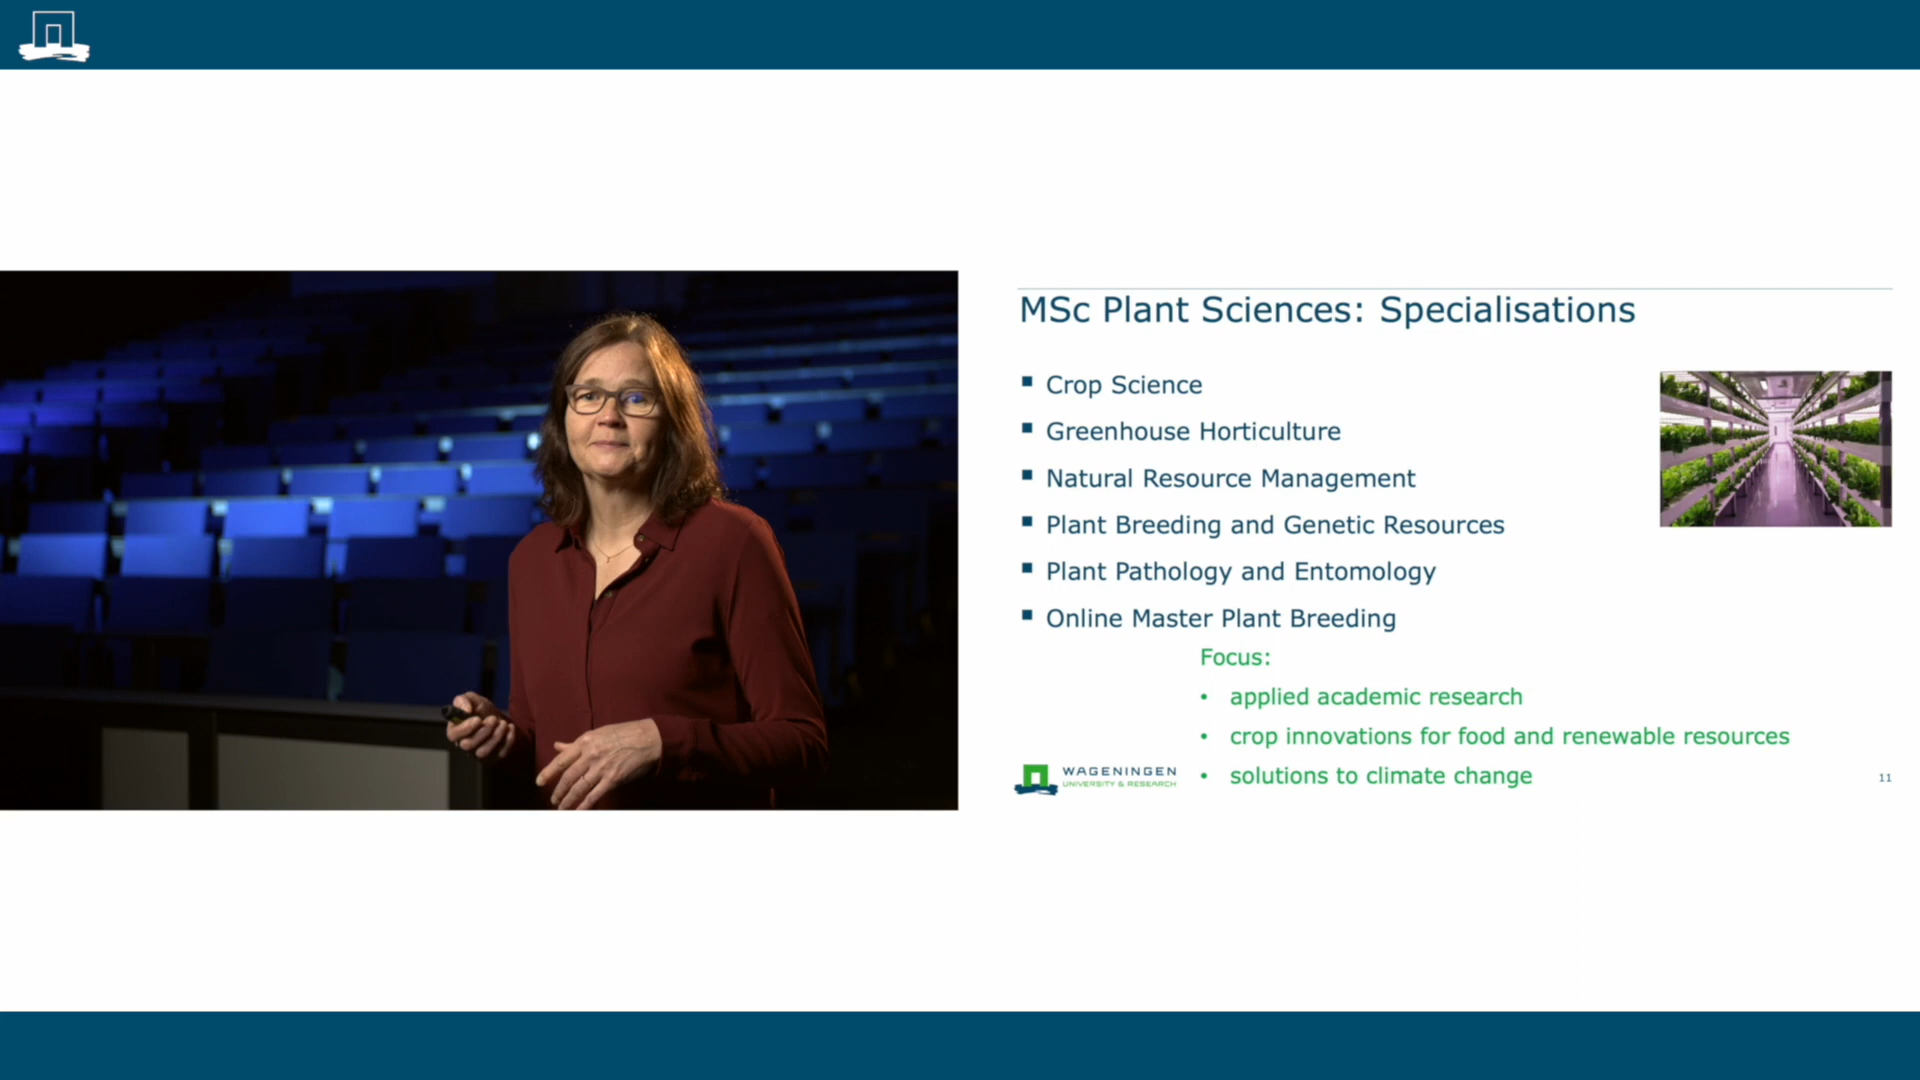 MSc Plant Sciences: Specialisations
▪ Crop Science
▪ Greenhouse Horticulture
▪ Natural Resource Management
▪ Plant Breeding and Genetic Resources
▪ Plant Pathology and Entomology
▪ Online Master Plant Breeding
Focus:
• applied academic research
• crop innovations for food and renewable resources
• solutions to climate change
WAGENINGEN
UNIVERSITY & RESEARCH
11